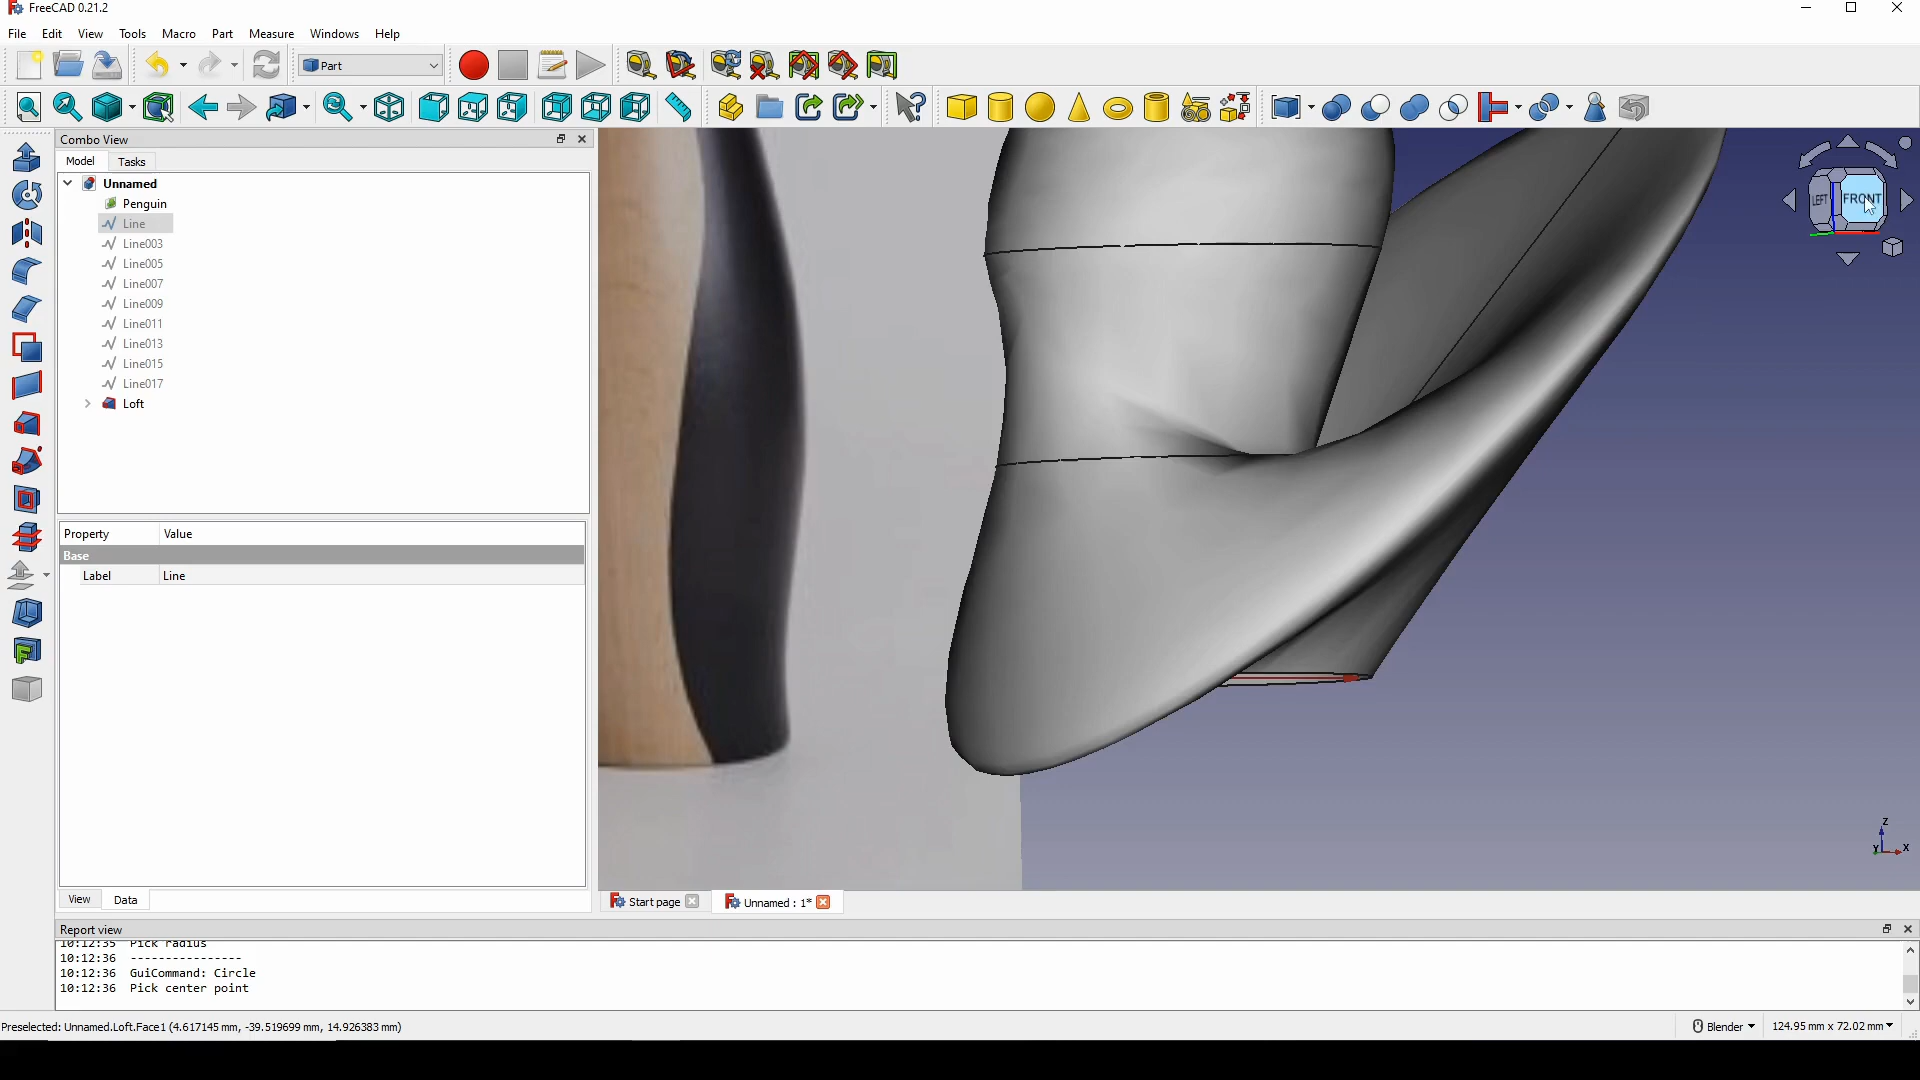 FreeCAD 0.21.2
File Edit View Tools Macro Part Measure Windows Help
Part
Combo View
Model Tasks
Unnamed
Penguin
Line
Line003
Line005
Line007
Line009
Line011
Line013
Line015
Line017
Loft
LEFT FRONT
Property Value
Base
Label Line
Z
Y X
View Data
Start page Unnamed : 1*
Report view
10:12:35 Pick radius
10:12:36 ----------------
10:12:36 GuiCommand: Circle
10:12:36 Pick center point
Preselected: Unnamed.Loft.Face1 (4.617145 mm, -39.519699 mm, 14.926383 mm) Blender 124.95 mm x 72.02 mm